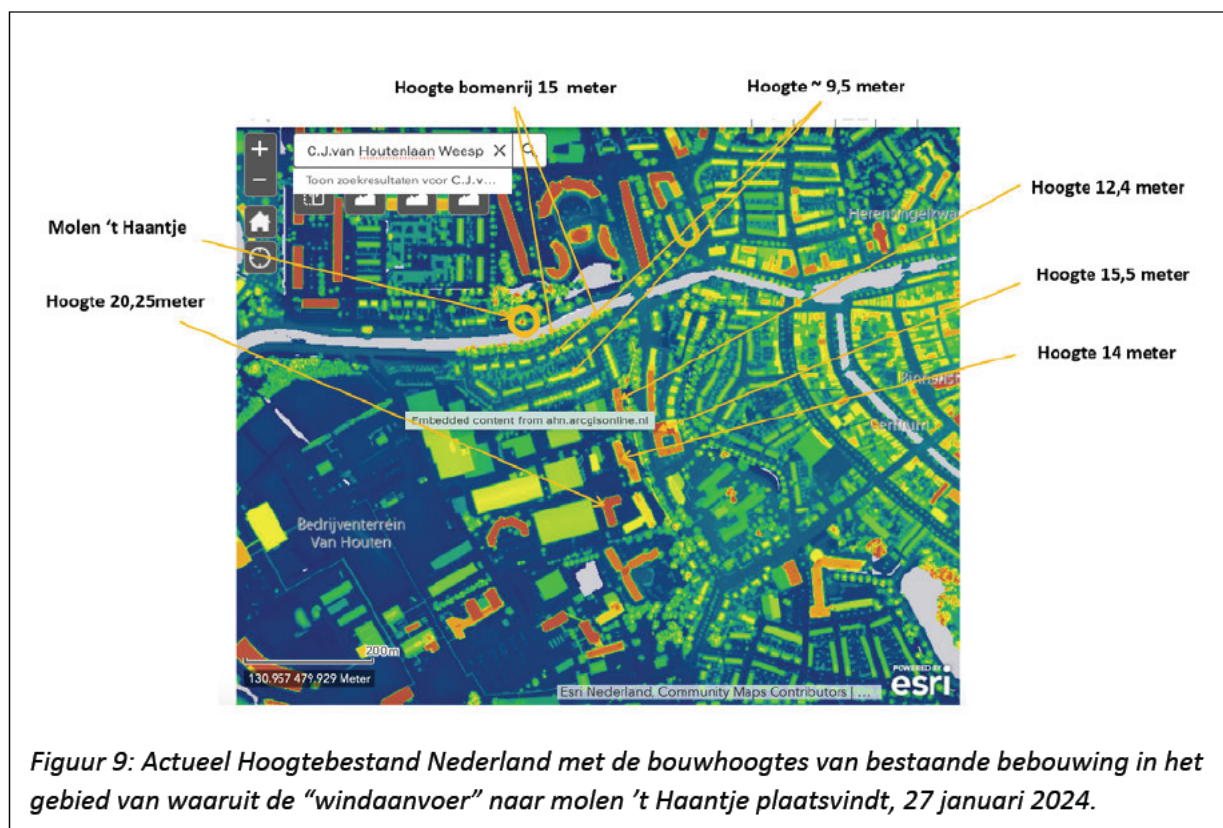 Hoogte bomenrij 15 meter
Hoogte ~ 9,5 meter
C.J.van Houtenlaan Weesp
Toon zoekresultaten voor C.J.v...
Hoogte 12,4 meter
Herensingelkwa
Molen ‘t Haantje
Hoogte 20,25meter
Hoogte 15,5 meter
Hoogte 14 meter
Embedded content from ahn.arcgisonline.nl
Centrum
Bedrijventerrein
Van Houten
200m
130.957 479.929 Meter
Esri Nederland, Community Maps Contributors | ...
POWERED BY
esri
Figuur 9: Actueel Hoogtebestand Nederland met de bouwhoogtes van bestaande bebouwing in het
gebied van waaruit de “windaanvoer” naar molen ’t Haantje plaatsvindt, 27 januari 2024.